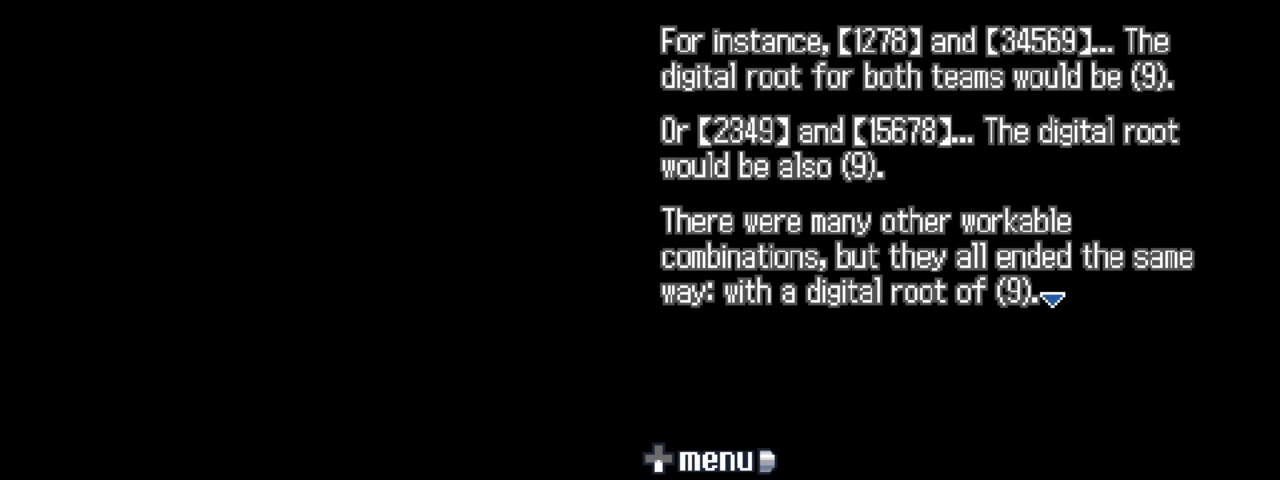 For instance, 【1278】 and 【34569】... The
digital root for both teams would be (9).
Or 【2349】 and 【15678】... The digital root
would be also (9).
There were many other workable
combinations, but they all ended the same
way: with a digital root of (9).
menu